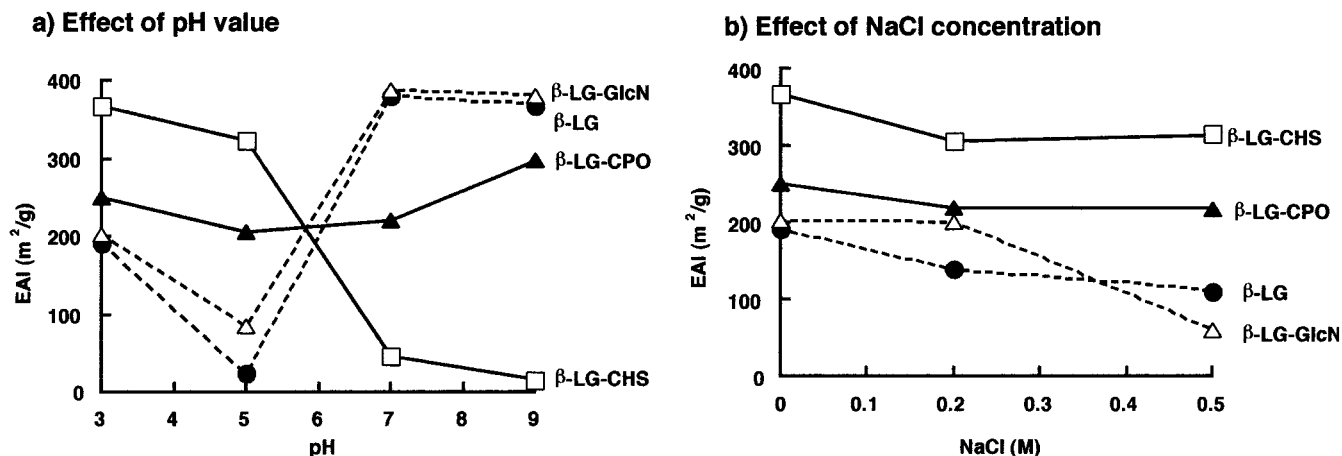 a) Effect of pH value
400
300
200
100
0
EAI (m²/g)
3
4
5
6
7
8
9
pH
β-LG-GlcN
β-LG
β-LG-CPO
β-LG-CHS
b) Effect of NaCl concentration
400
300
200
100
0
EAI (m²/g)
0
0.1
0.2
0.3
0.4
0.5
NaCl (M)
β-LG-CHS
β-LG-CPO
β-LG
β-LG-GlcN